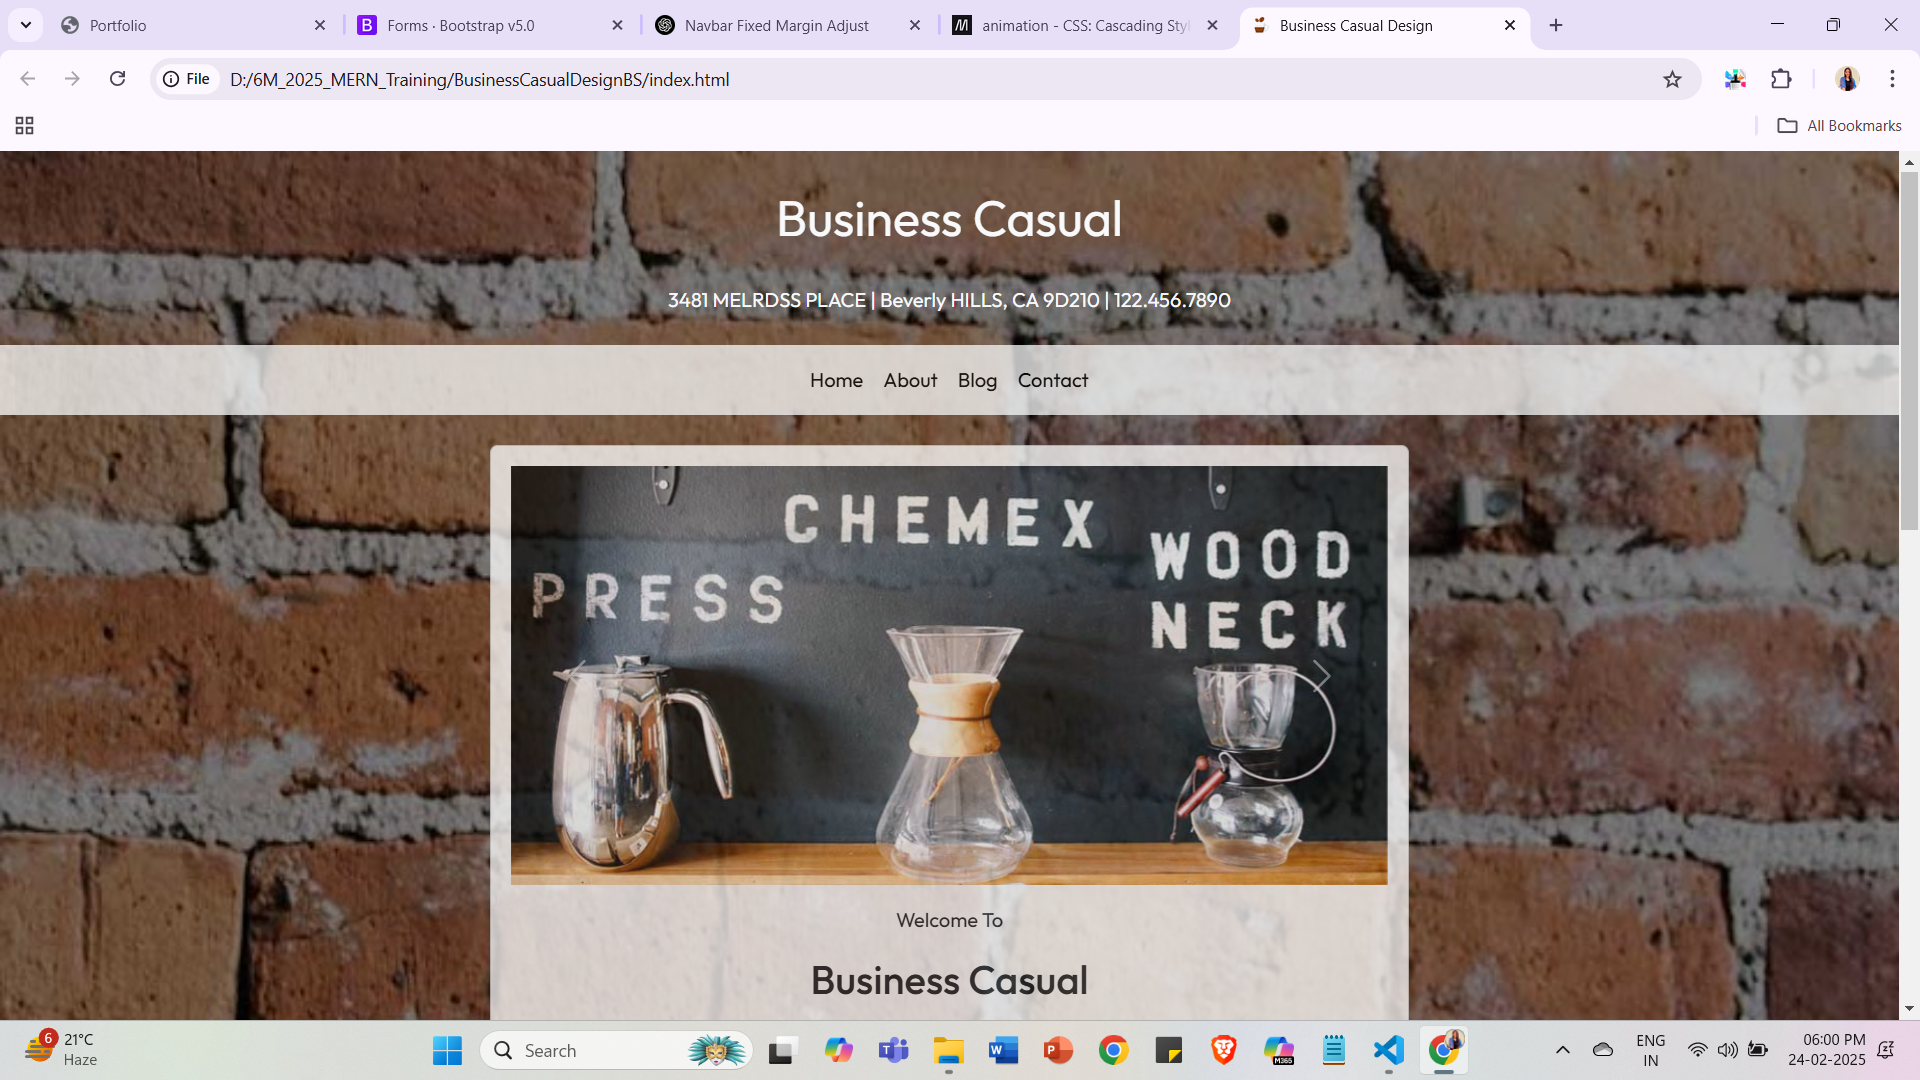 Portfolio
Forms · Bootstrap v5.0
Navbar Fixed Margin Adjust
animation - CSS: Cascading Sty
Business Casual Design
File
D:/6M_2025_MERN_Training/BusinessCasualDesignBS/index.html
All Bookmarks
Business Casual
3481 MELRDSS PLACE | Beverly HILLS, CA 9D210 | 122.456.7890
Home About Blog Contact
CHEMEX
WOOD
NECK
PRESS
Welcome To
Business Casual
6
21°C
Haze
Search
M365
ENG
IN
06:00 PM
24-02-2025